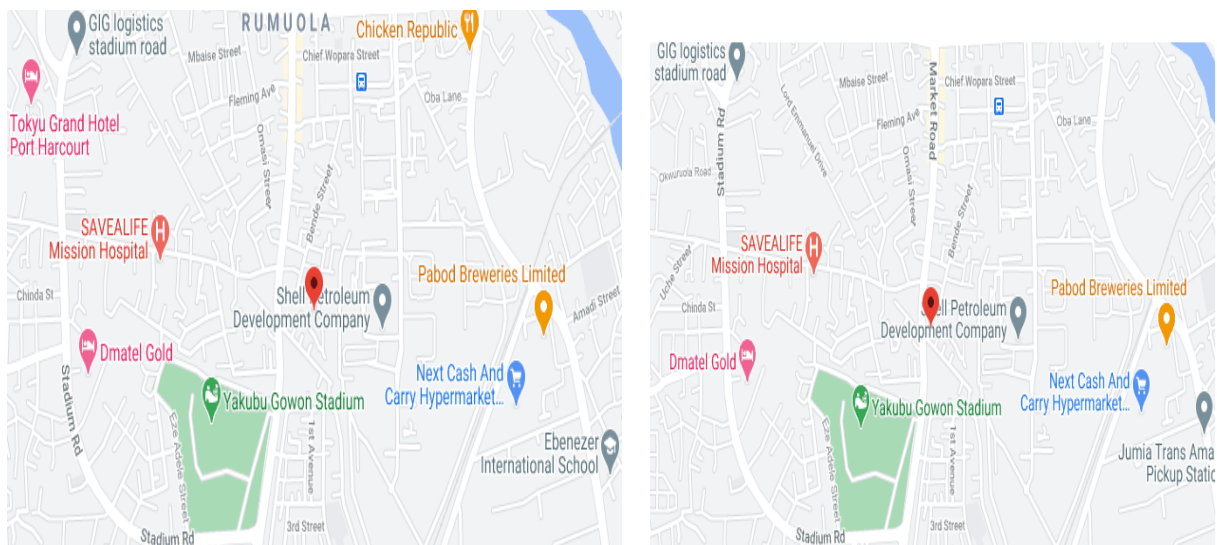 GIG logistics
stadium road
RUMUOLA
Chicken Republic
Mbaise Street
Chief Wopara Street
Tokyu Grand Hotel
Port Harcourt
Fleming Ave
Oba Lane
Omasi Street
Bende Street
SAVEALIFE
Mission Hospital
H
Chinda St
Shell Petroleum
Development Company
Pabod Breweries Limited
Amadi Street
Dmatel Gold
Stadium Rd
Next Cash And
Carry Hypermarket...
Yakubu Gowon Stadium
Eze Adele Street
1st Avenue
Ebenezer
International School
3rd Street
Stadium Rd
GIG logistics
stadium road
Mbaise Street
Market Road
Chief Wopara Street
Lord Emmanuel Drive
Fleming Ave
Oba Lane
Okwuruola Road
Stadium Rd
Omasi Street
Bende Street
SAVEALIFE
Mission Hospital
H
Uche Street
Pabod Breweries Limited
Shell Petroleum
Development Company
Chinda St
Dmatel Gold
Next Cash And
Carry Hypermarket...
Yakubu Gowon Stadium
Eze Adele Street
1st Avenue
Jumia Trans Ama
Pickup Static
3rd Street
Stadium Rd